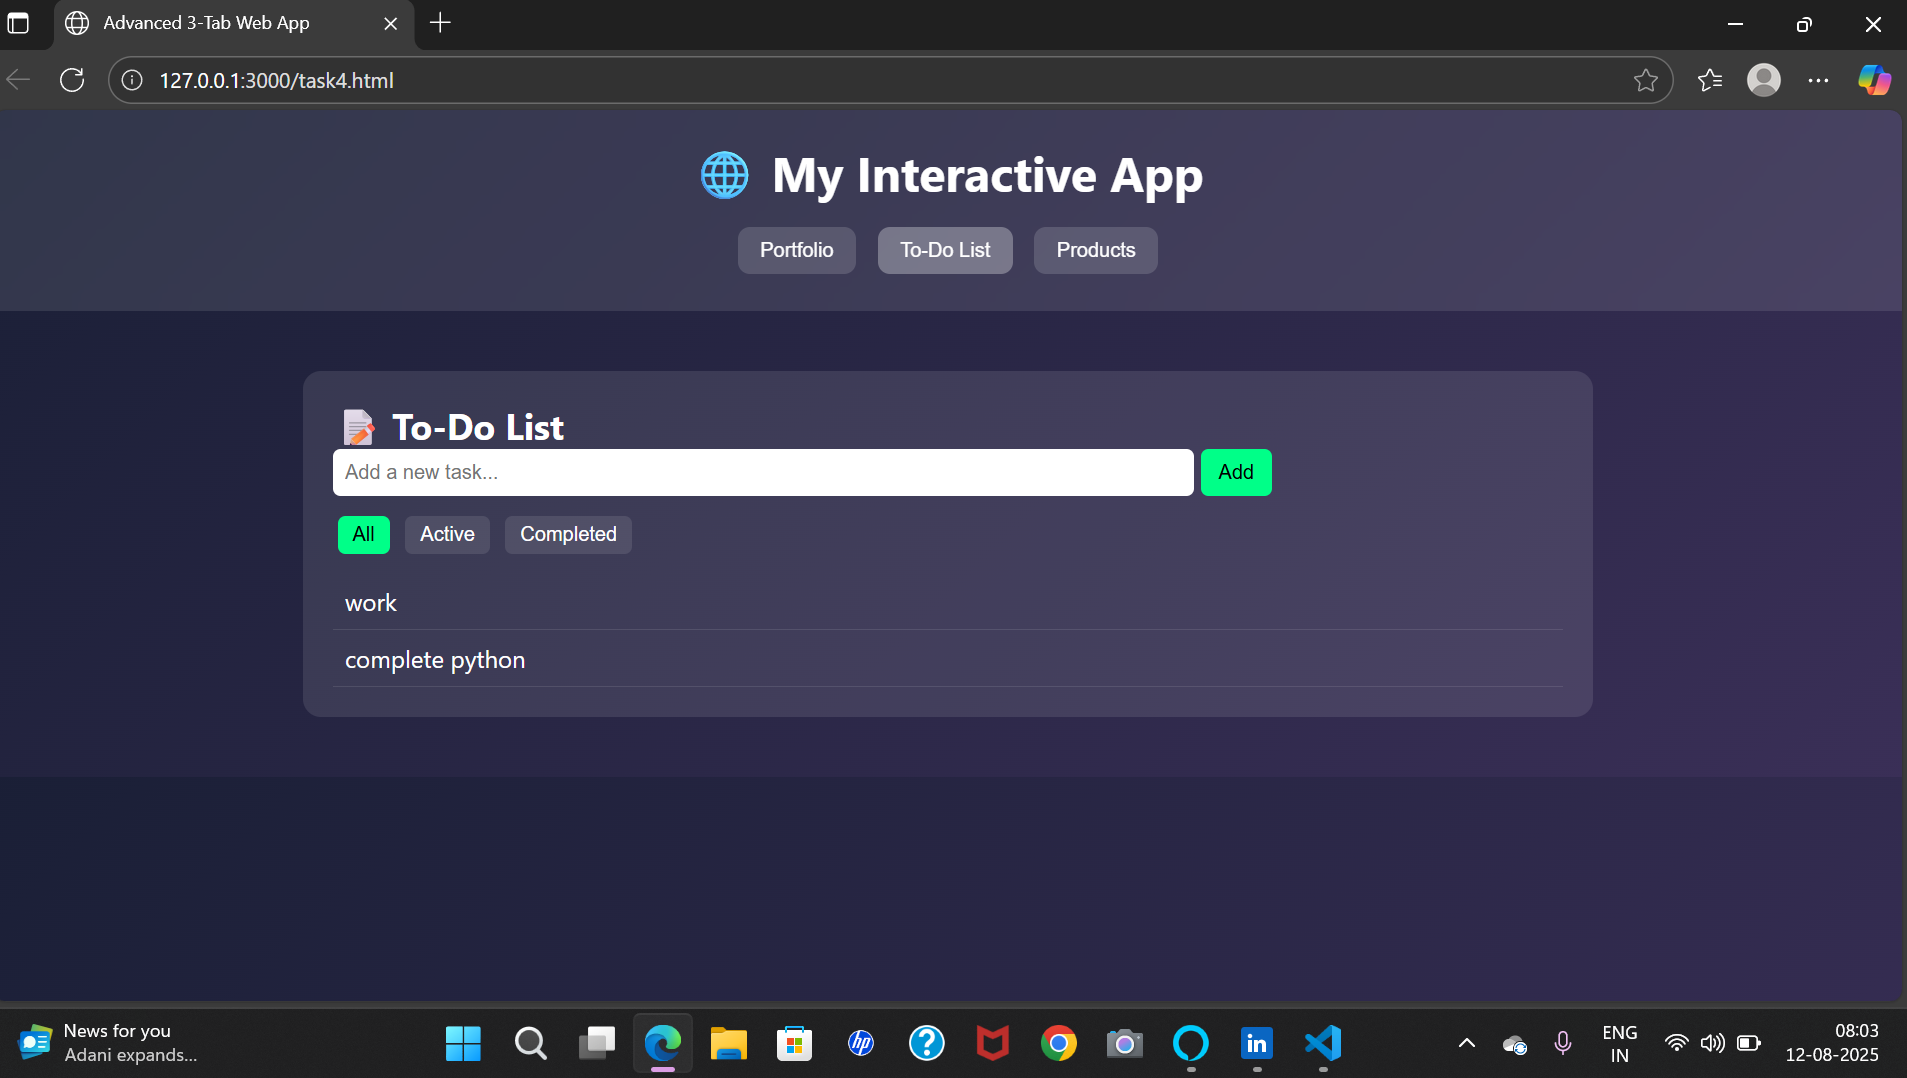 Advanced 3-Tab Web App
127.0.0.1:3000/task4.html
My Interactive App
Portfolio To-Do List Products
To-Do List
Add a new task... Add
All Active Completed
work
complete python
News for you
Adani expands...
hp
in
ENG
IN
08:03
12-08-2025